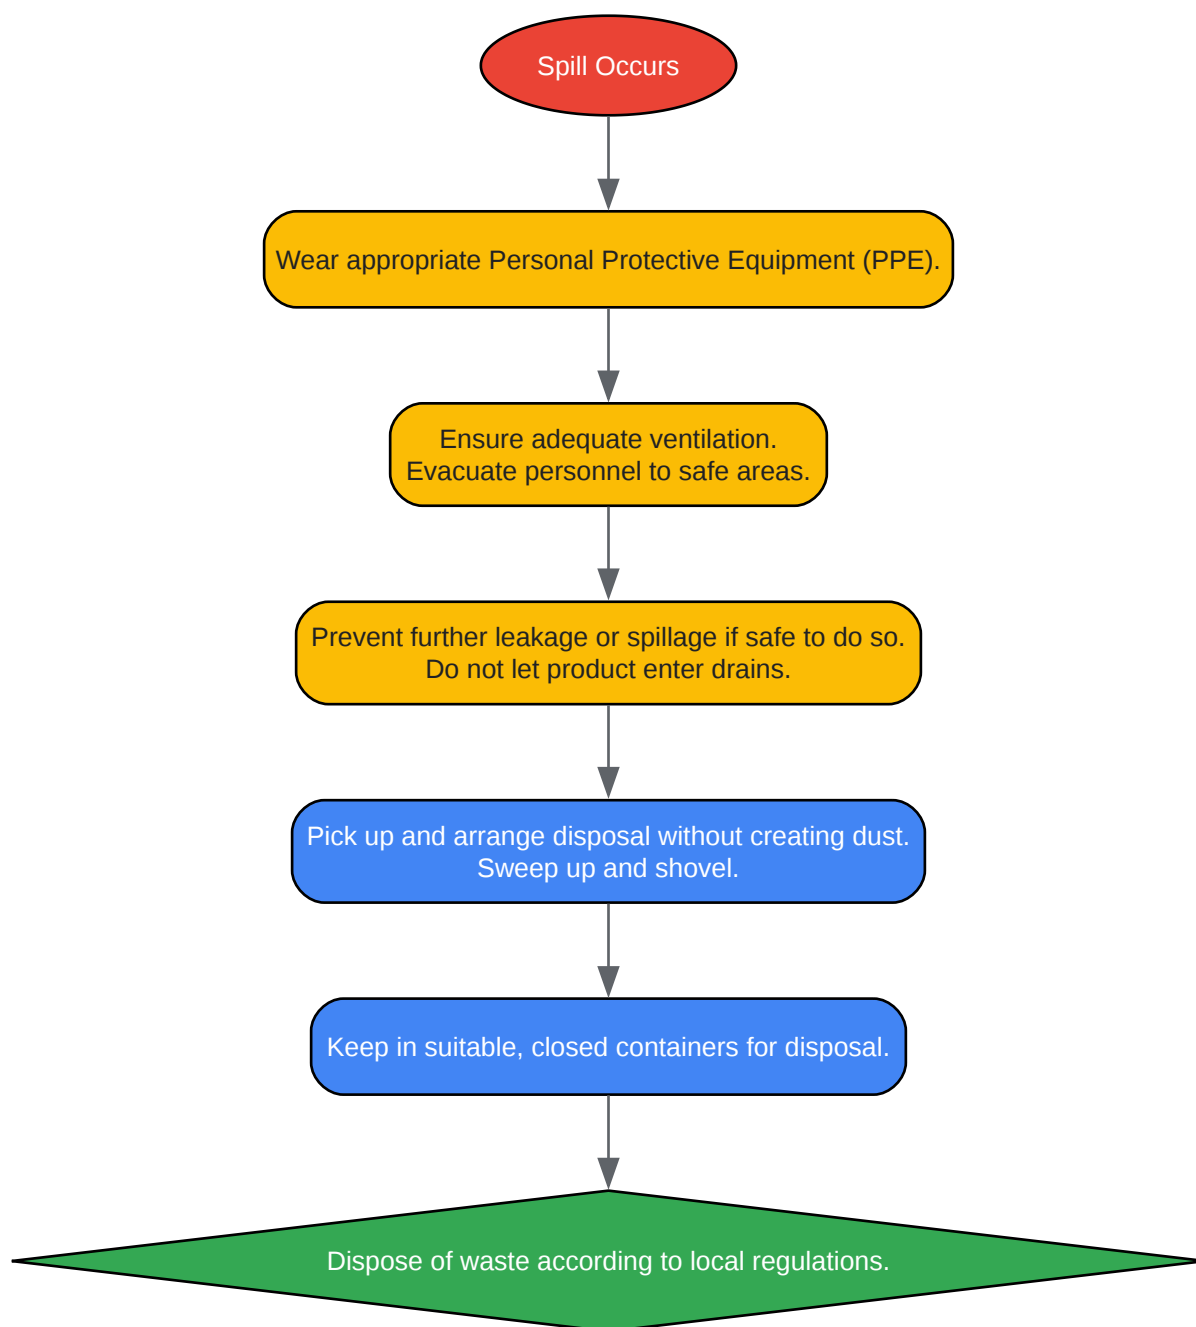 Spill Occurs
Wear appropriate Personal Protective Equipment (PPE).
Ensure adequate ventilation.
Evacuate personnel to safe areas.
Prevent further leakage or spillage if safe to do so.
Do not let product enter drains.
Pick up and arrange disposal without creating dust.
Sweep up and shovel.
Keep in suitable, closed containers for disposal.
Dispose of waste according to local regulations.